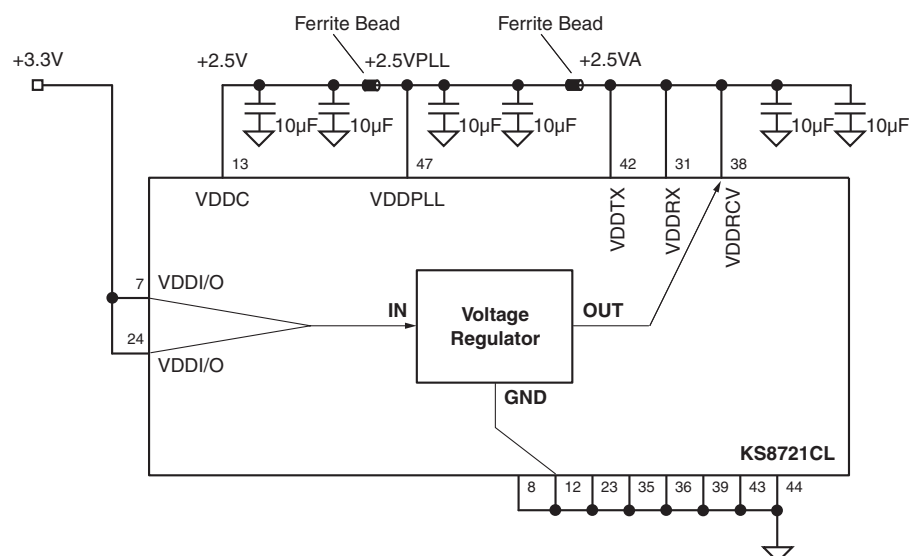 Ferrite Bead
Ferrite Bead
+3.3V
+2.5V
+2.5VPLL
+2.5VA
10µF
10µF
10µF
10µF
10µF
10µF
13
47
42
31
38
VDDC
VDDPLL
VDDTX
VDDRX
VDDRCV
7
VDDI/O
24
VDDI/O
IN
Voltage
Regulator
OUT
GND
KS8721CL
8
12
23
35
36
39
43
44